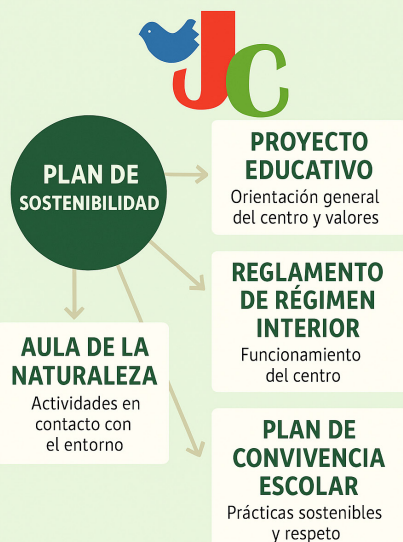 JC
PLAN DE
SOSTENIBILIDAD
PROYECTO
EDUCATIVO
Orientación general
del centro y valores
REGLAMENTO
DE RÉGIMEN
INTERIOR
Funcionamiento
del centro
AULA DE LA
NATURALEZA
Actividades en
contacto con
el entorno
PLAN DE
CONVIVENCIA
ESCOLAR
Prácticas sostenibles
y respeto